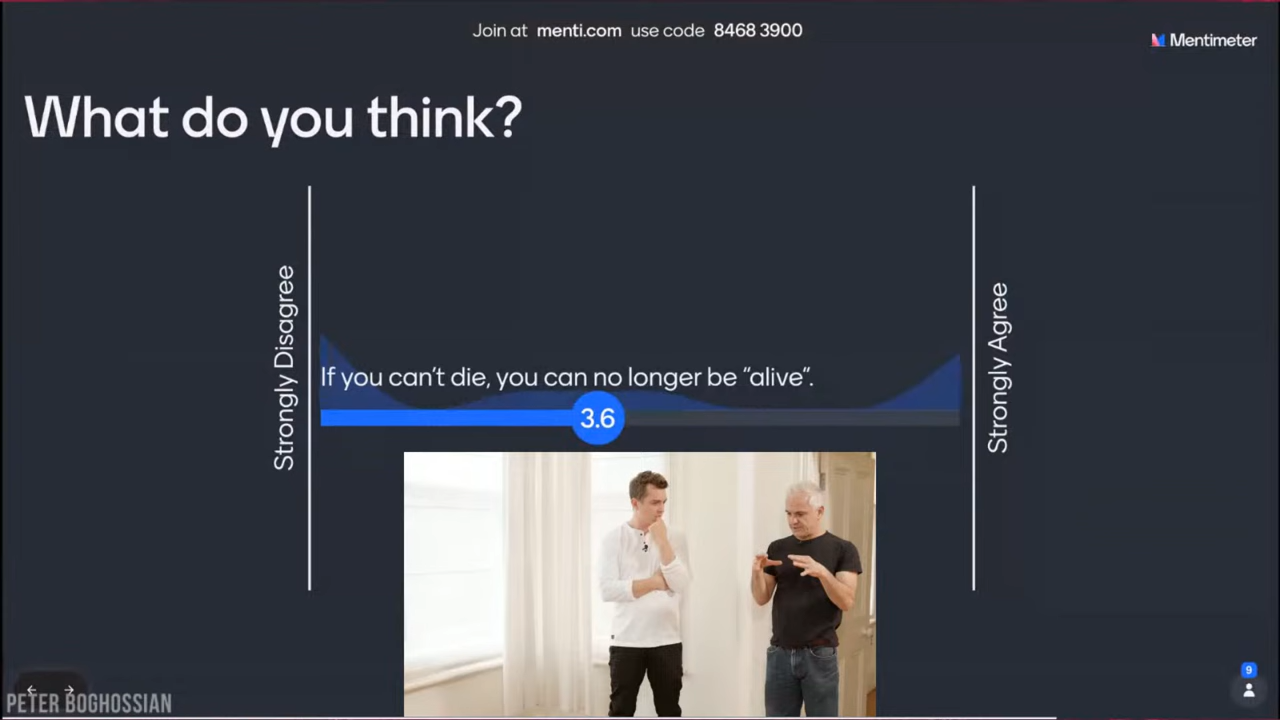 Join at menti.com use code 8468 3900
Mentimeter
What do you think?
Strongly Disagree
If you can't die, you can no longer be “alive“.
3.6
Strongly Agree
9
PETER BOGHOSSIAN